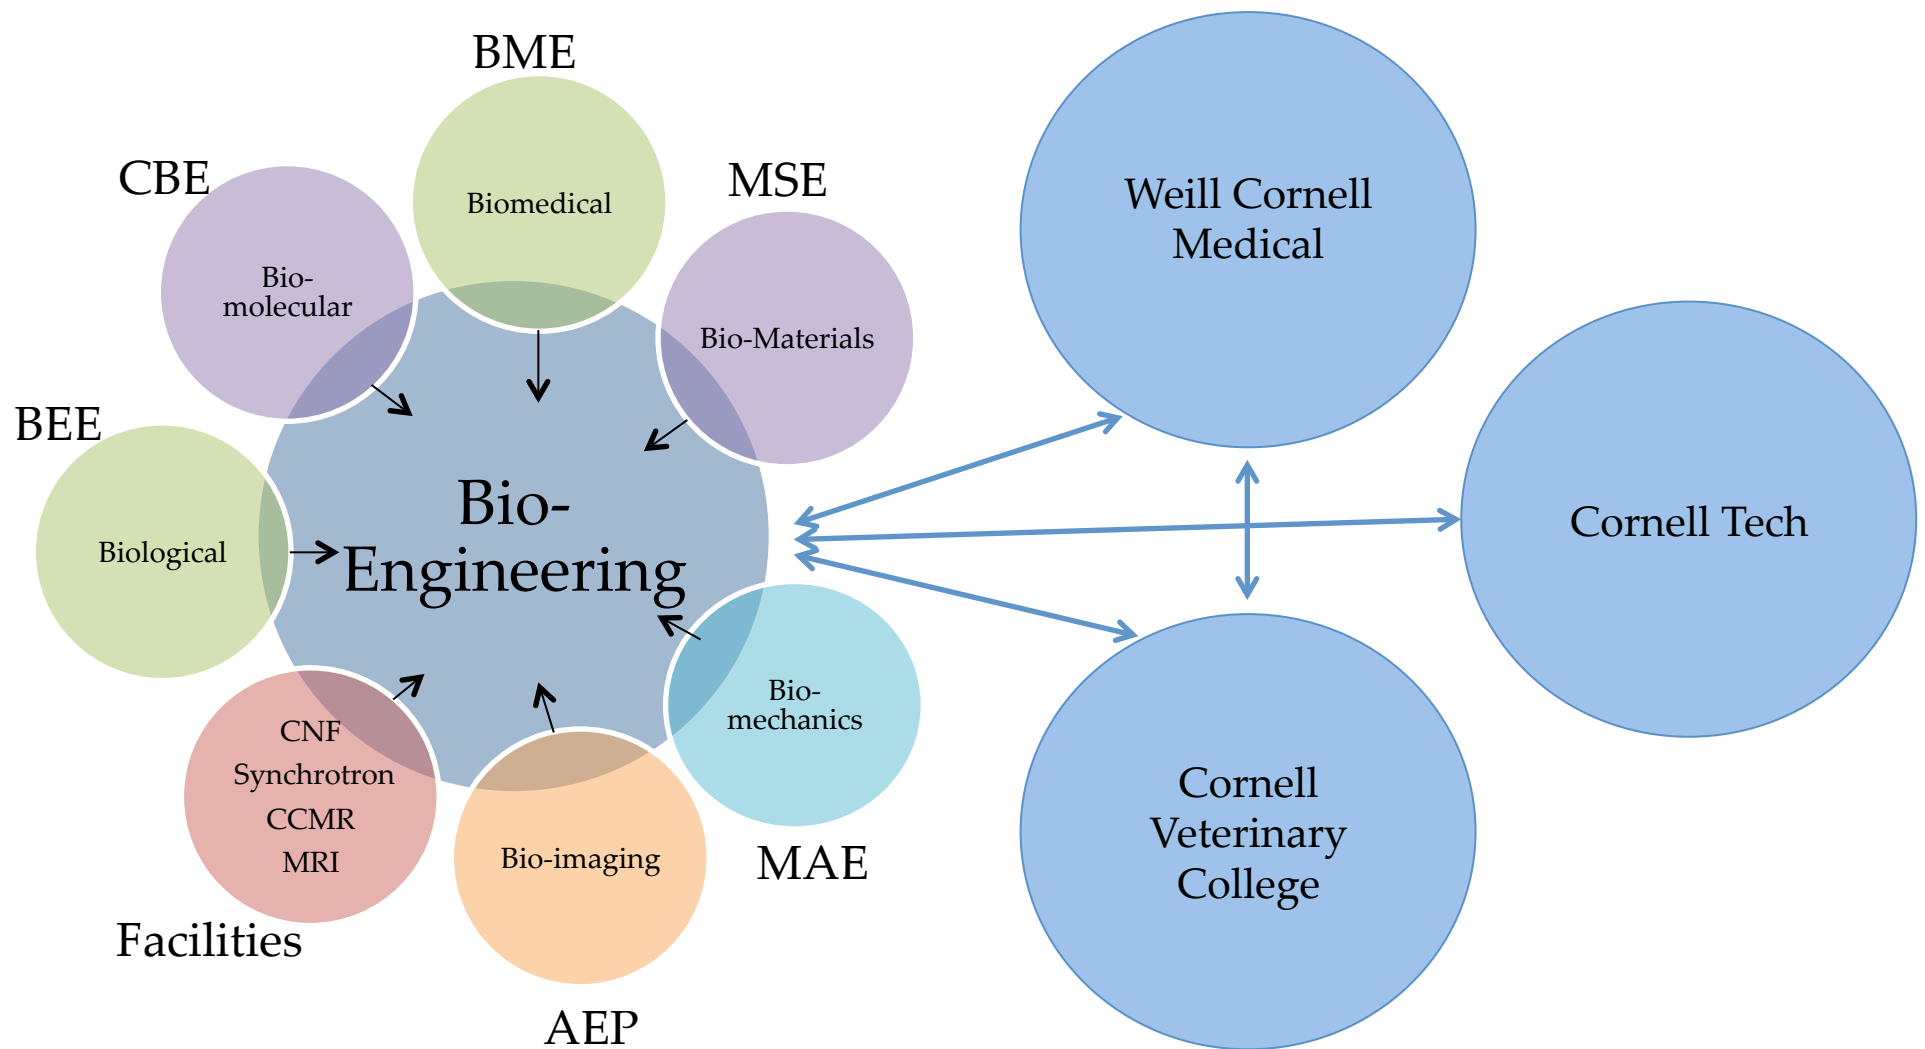 BME
Biomedical
CBE
Bio-
molecular
MSE
Bio-Materials
BEE
Biological
Bio-
Engineering
CNF
Synchrotron
CCMR
MRI
Facilities
Bio-imaging
AEP
Bio-
mechanics
MAE
Weill Cornell
Medical
Cornell Tech
Cornell
Veterinary
College